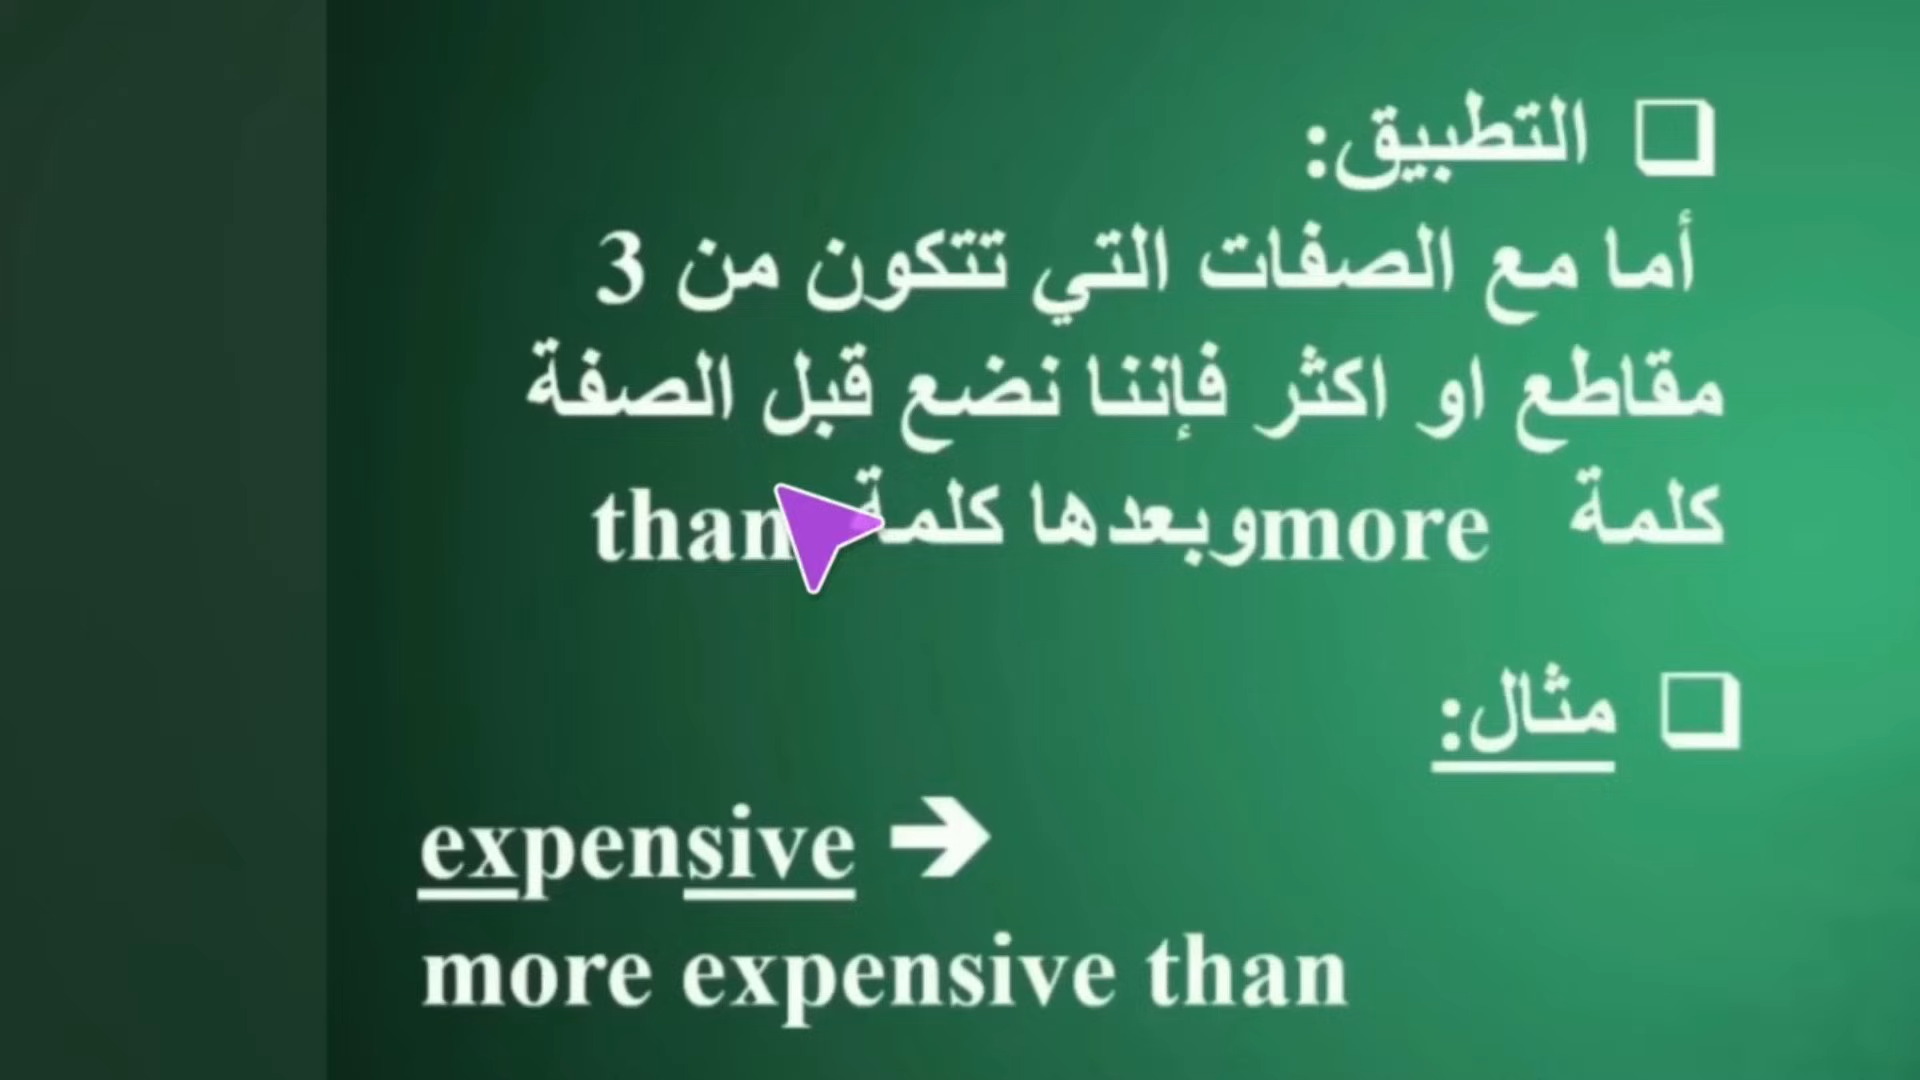 التطبيق:
أما مع الصفات التي تتكون من 3
مقاطع او اكثر فإننا نضع قبل الصفة
كلمة more وبعدها كلمة than
مثال:
expensive ➔
more expensive than